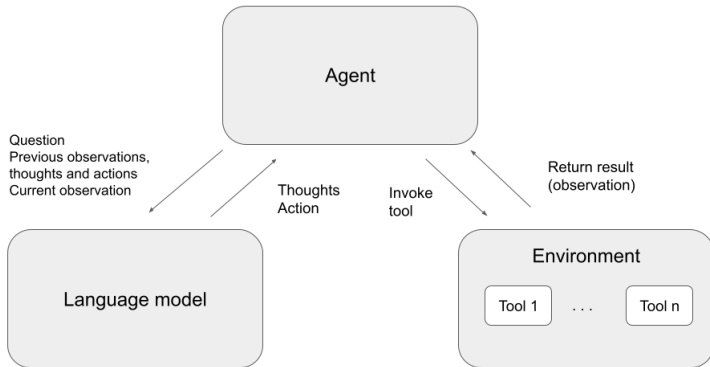 Agent
Question
Previous observations,
thoughts and actions
Current observation
Thoughts
Action
Invoke
tool
Return result
(observation)
Language model
Environment
Tool 1 . . . Tool n